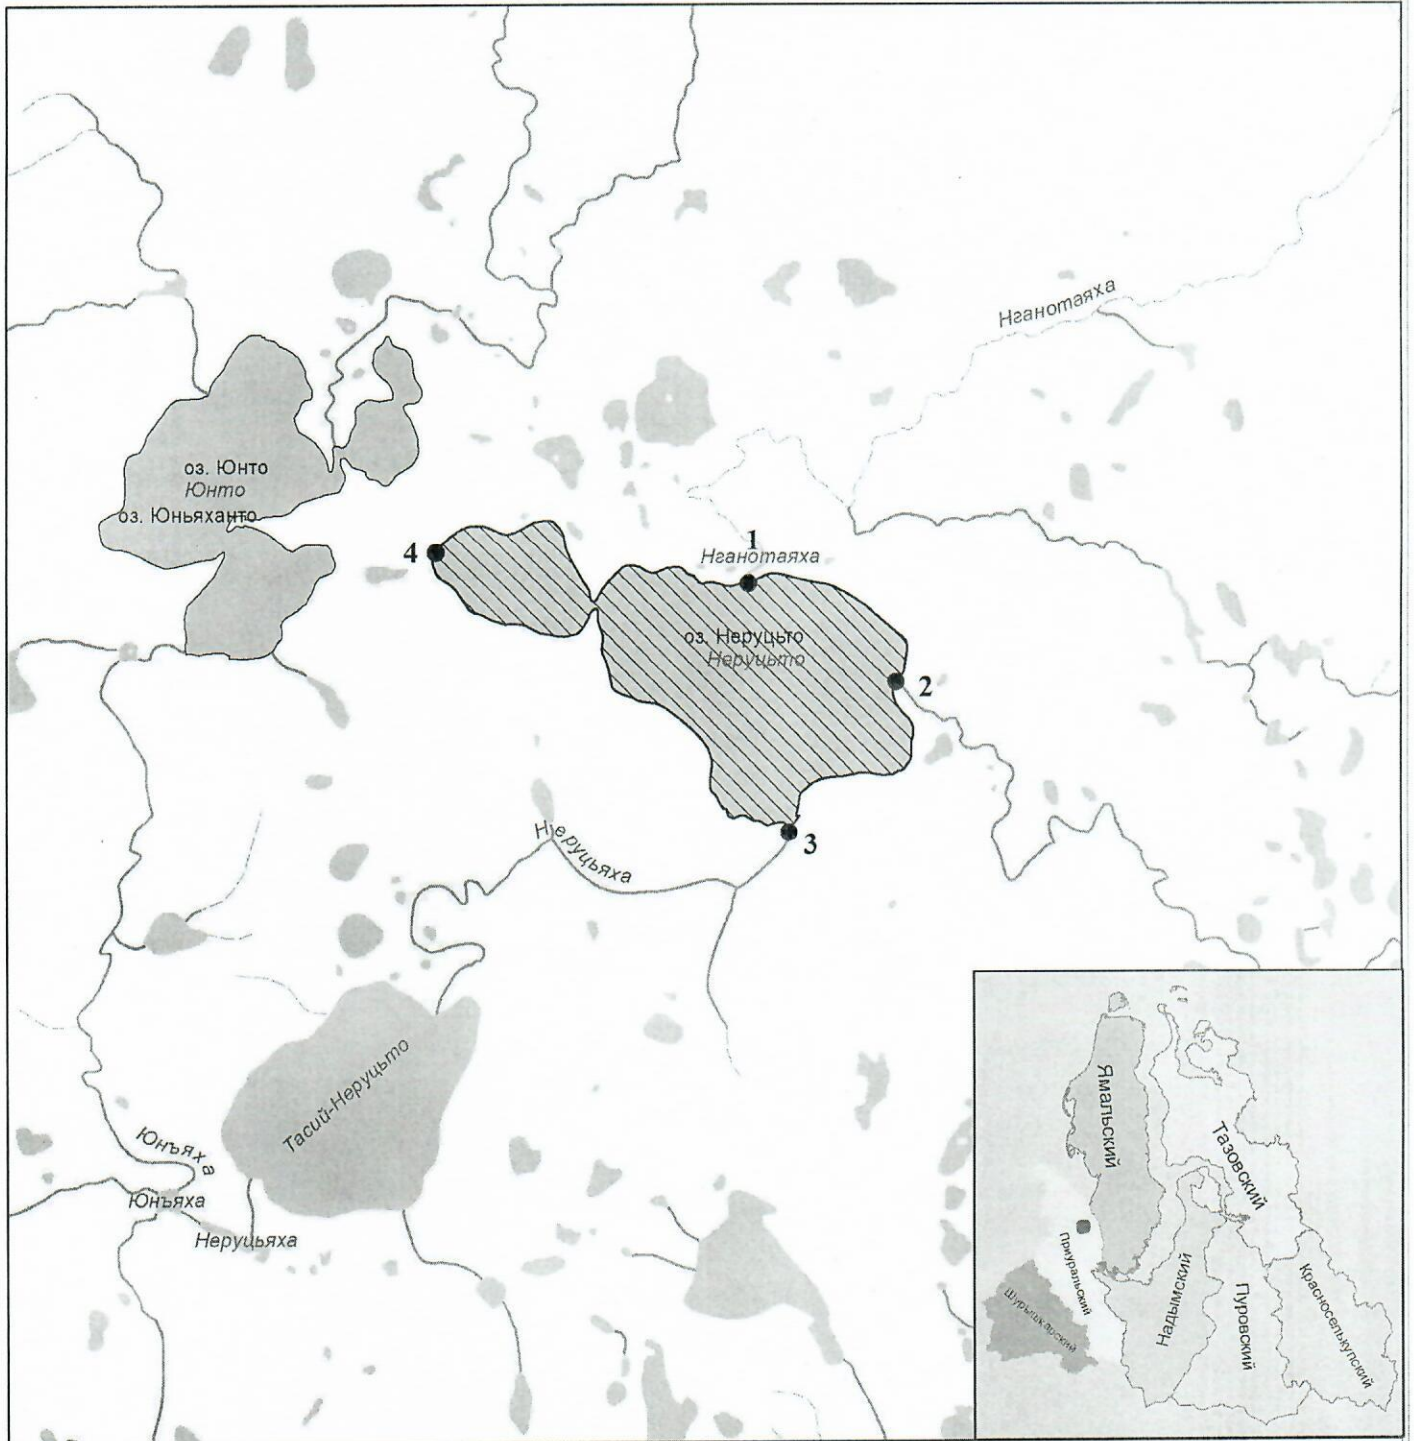 Нганотаяха
оз. Юнто
Юнто
оз. Юньяханто
4
1
Нганотаяха
оз. Неруцьто
Неруцьто
2
3
Неруцьяха
Тасий-Неруцьто
Юнъяха
Юнъяха
Неруцьяха
Ямальский
Тазовский
Приуральский
Шурышкарский
Надымский
Пуровский
Красноселькупский